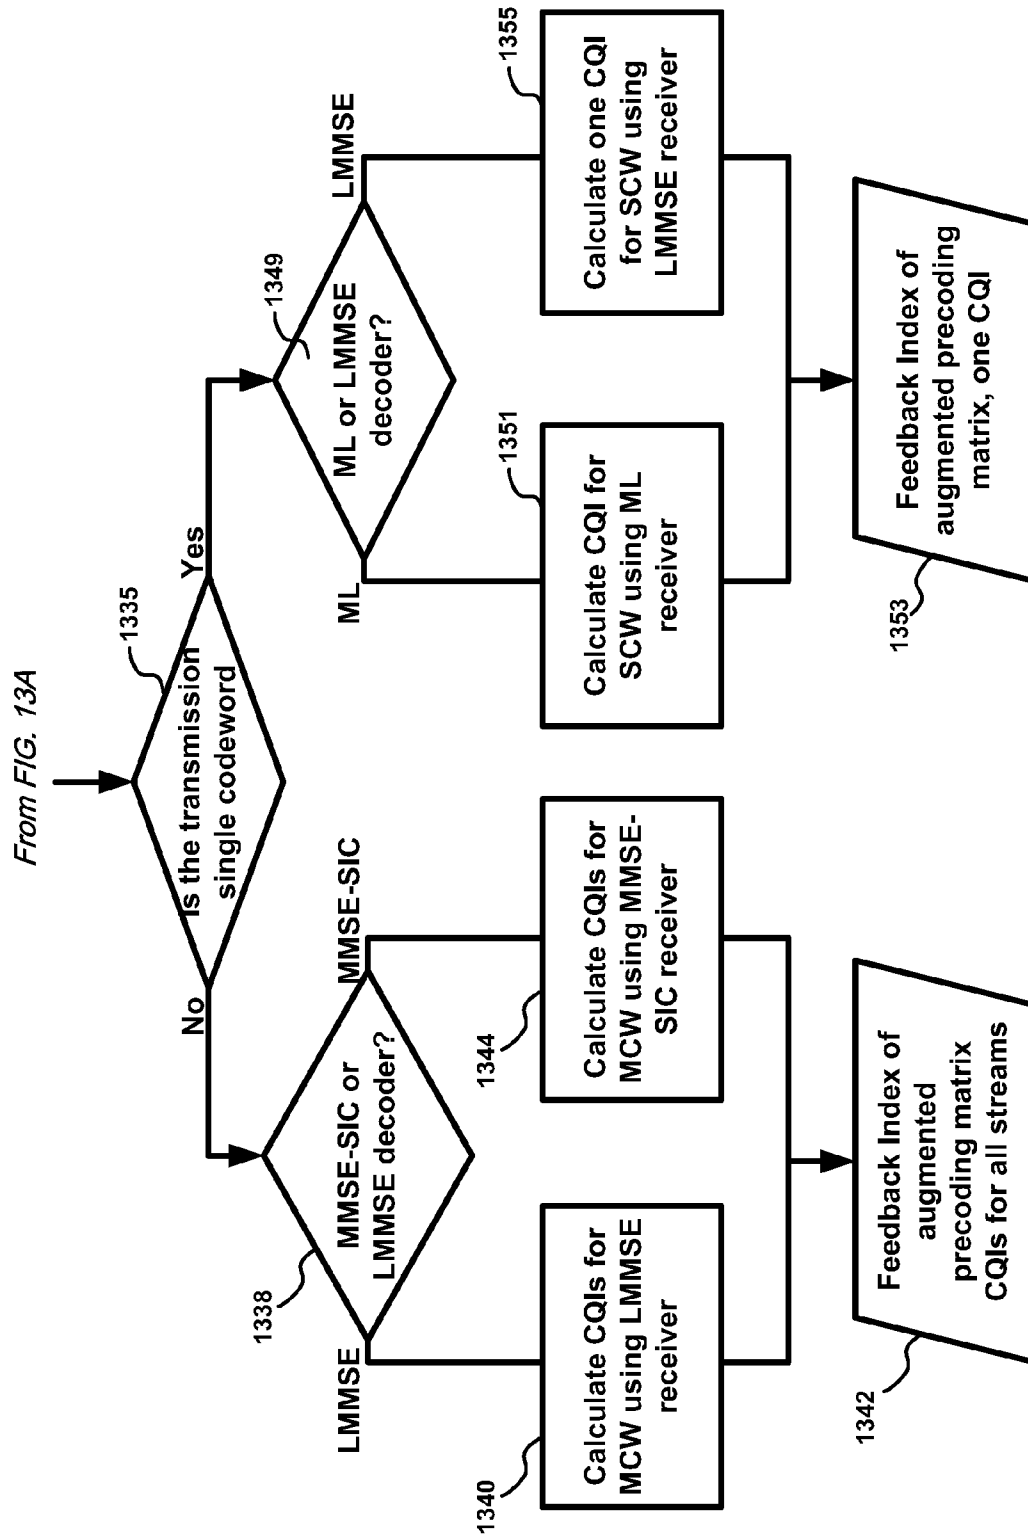 From FIG. 13A
1335
Is the transmission
single codeword
No
Yes
1338
MMSE-SIC or
LMMSE decoder?
LMMSE
MMSE-SIC
1349
ML or LMMSE
decoder?
ML
LMMSE
1340
Calculate CQIs for
MCW using LMMSE
receiver
1344
Calculate CQIs for
MCW using MMSE-
SIC receiver
1351
Calculate CQI for
SCW using ML
receiver
1355
Calculate one CQI
for SCW using
LMMSE receiver
1342
Feedback Index of
augmented
precoding matrix
CQIs for all streams
1353
Feedback Index of
augmented precoding
matrix, one CQI